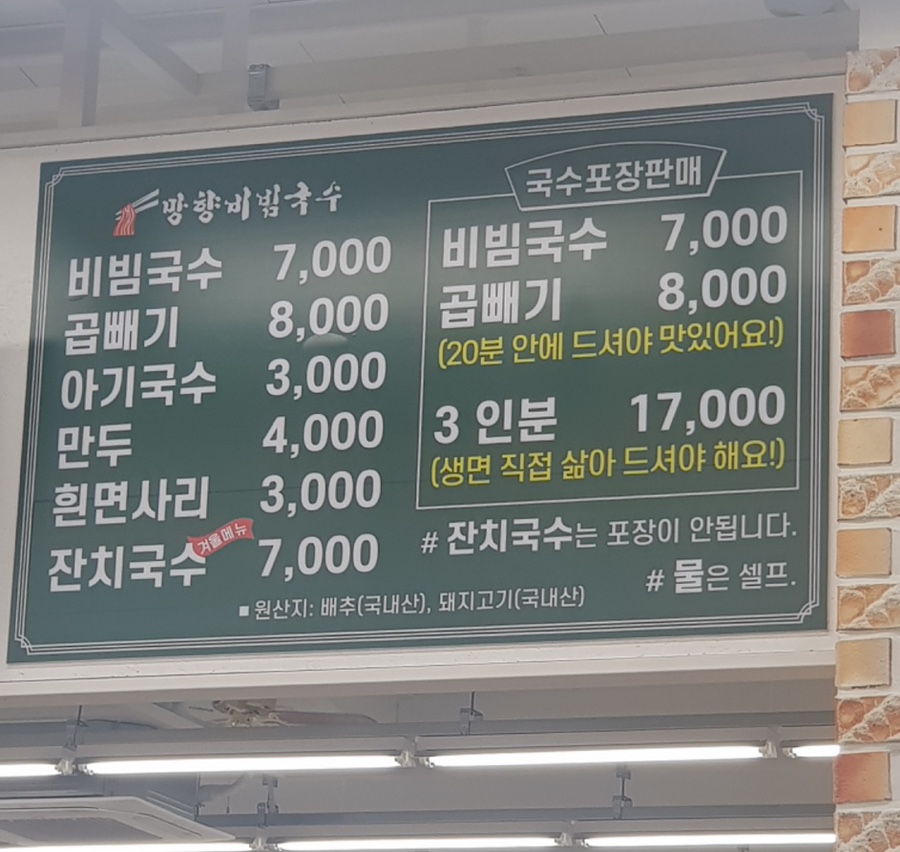 망향비빔국수
비빔국수 7,000
곱빼기 8,000
아기국수 3,000
만두 4,000
흰면사리 3,000
겨울메뉴
잔치국수 7,000
국수포장판매
비빔국수 7,000
곱빼기 8,000
(20분 안에 드셔야 맛있어요!)
3 인분 17,000
(생면 직접 삶아 드셔야 해요!)
# 잔치국수는 포장이 안됩니다.
# 물은 셀프.
■ 원산지: 배추(국내산), 돼지고기(국내산)